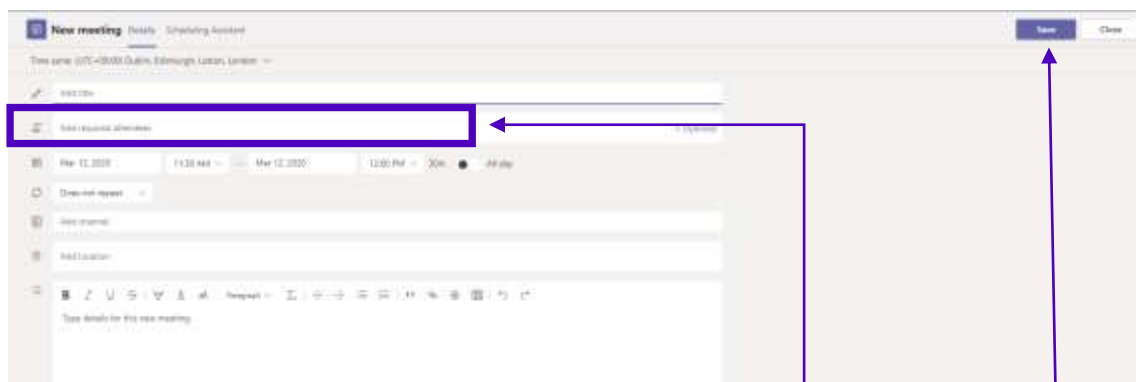 New meeting Details Scheduling Assistant
Save Close
Time zone: (UTC+00:00) Dublin, Edinburgh, Lisbon, London
Add title
Add required attendees
+ Optional
Mar 12, 2020 11:30 AM Mar 12, 2020 12:00 PM 30m All day
Does not repeat
Add channel
Add location
B I U S Paragraph
Type details for this new meeting